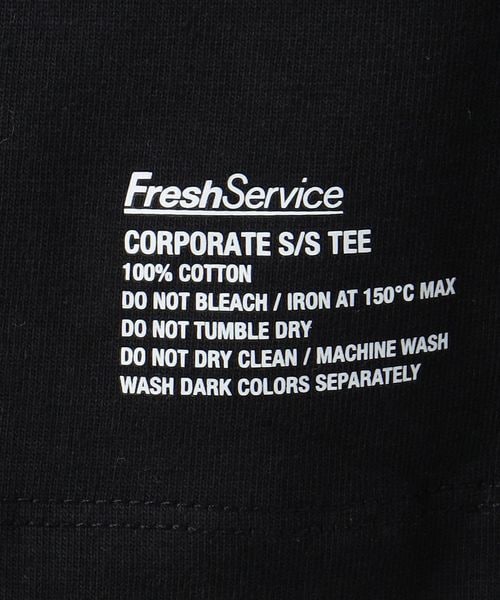 FreshService
CORPORATE S/S TEE
100% COTTON
DO NOT BLEACH / IRON AT 150°C MAX
DO NOT TUMBLE DRY
DO NOT DRY CLEAN / MACHINE WASH
WASH DARK COLORS SEPARATELY